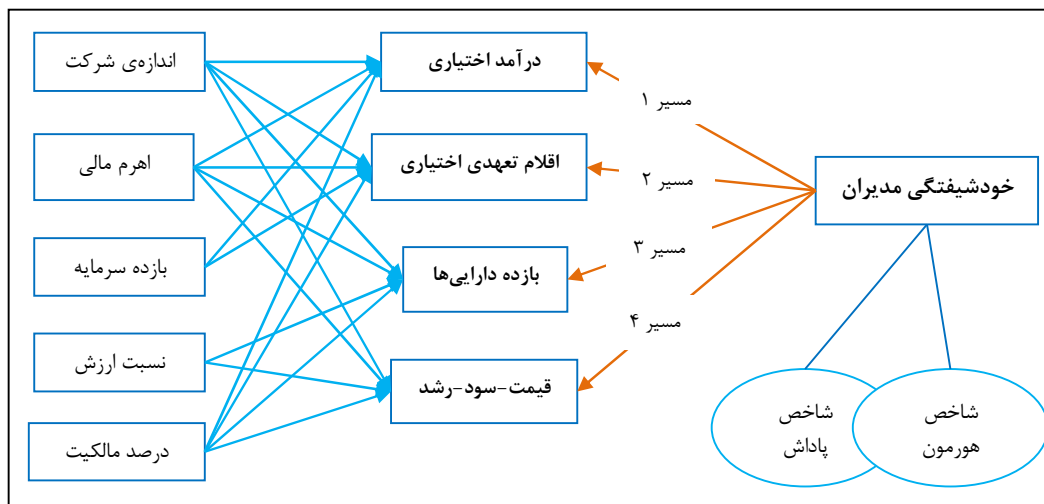 خودشیفتگی مدیران
شاخص
هورمون
شاخص
پاداش
مسیر ۱
مسیر ۲
مسیر ۳
مسیر ۴
درآمد اختیاری
اقلام تعهدی اختیاری
بازده دارایی‌ها
قیمت-سود-رشد
اندازه‌ی شرکت
اهرم مالی
بازده سرمایه
نسبت ارزش
درصد مالکیت